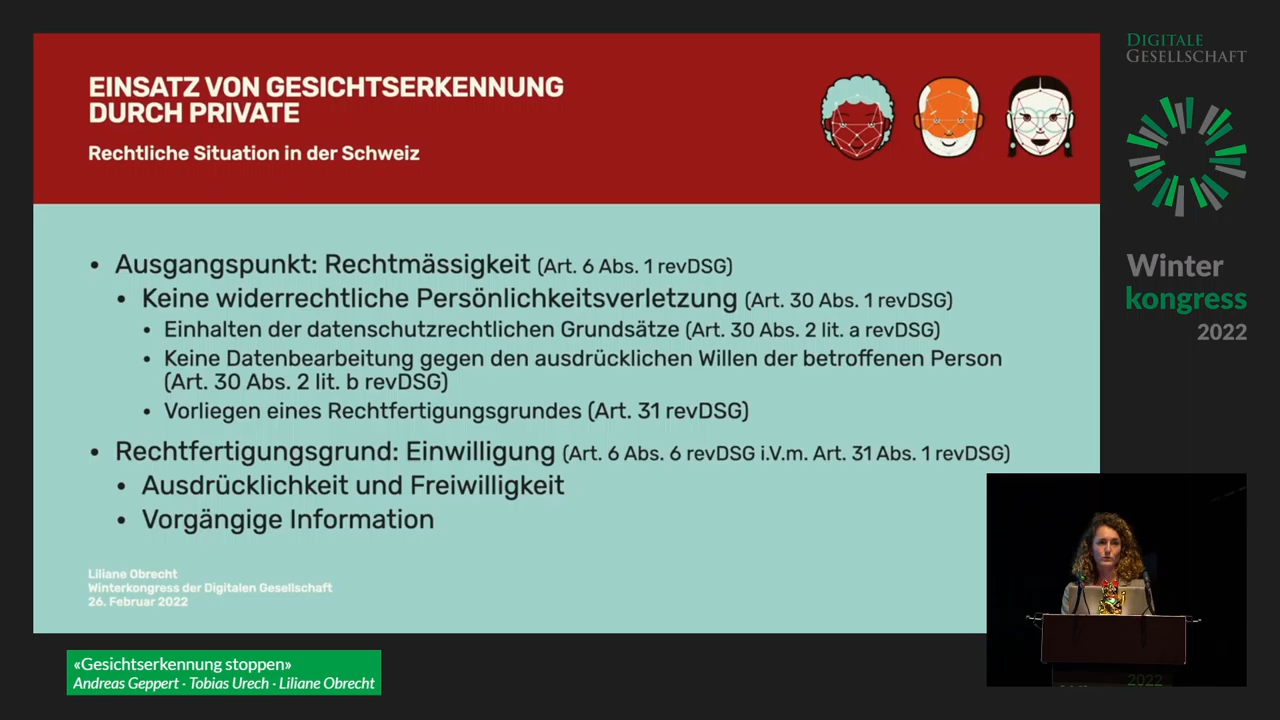 EINSATZ VON GESICHTSERKENNUNG
DURCH PRIVATE
Rechtliche Situation in der Schweiz
• Ausgangspunkt: Rechtmässigkeit (Art. 6 Abs. 1 revDSG)
• Keine widerrechtliche Persönlichkeitsverletzung (Art. 30 Abs. 1 revDSG)
• Einhalten der datenschutzrechtlichen Grundsätze (Art. 30 Abs. 2 lit. a revDSG)
• Keine Datenbearbeitung gegen den ausdrücklichen Willen der betroffenen Person
(Art. 30 Abs. 2 lit. b revDSG)
• Vorliegen eines Rechtfertigungsgrundes (Art. 31 revDSG)
• Rechtfertigungsgrund: Einwilligung (Art. 6 Abs. 6 revDSG i.V.m. Art. 31 Abs. 1 revDSG)
• Ausdrücklichkeit und Freiwilligkeit
• Vorgängige Information
Liliane Obrecht
Winterkongress der Digitalen Gesellschaft
26. Februar 2022
DIGITALE
GESELLSCHAFT
Winter
kongress
2022
2022
«Gesichtserkennung stoppen»
Andreas Geppert · Tobias Urech · Liliane Obrecht